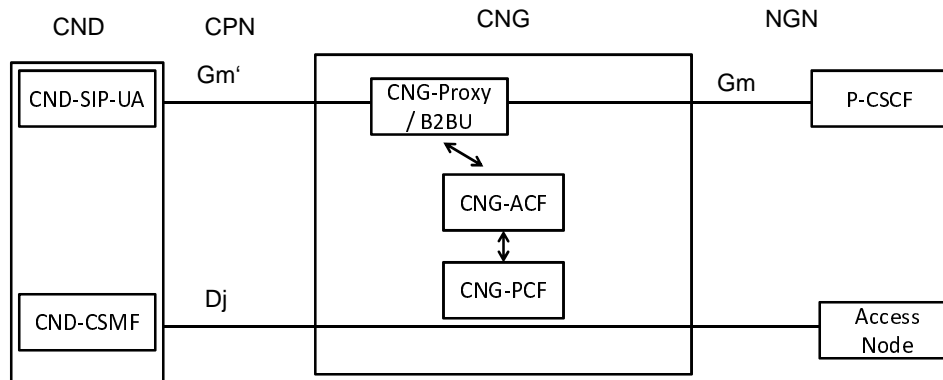 CND
CPN
CNG
NGN
CND-SIP-UA
Gm‘
CNG-Proxy
/ B2BU
Gm
P-CSCF
CNG-ACF
CNG-PCF
CND-CSMF
Dj
Access
Node